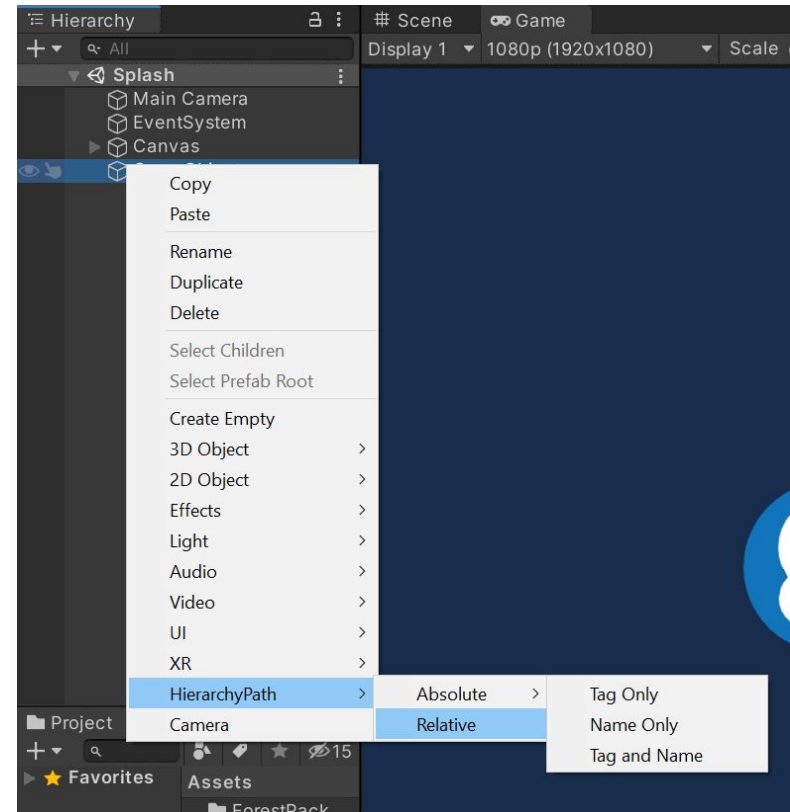 Hierarchy
# Scene
Game
All
Display 1
1080p (1920x1080)
Scale
Splash
Main Camera
EventSystem
Canvas
Copy
Paste
Rename
Duplicate
Delete
Select Children
Select Prefab Root
Create Empty
3D Object
2D Object
Effects
Light
Audio
Video
UI
XR
HierarchyPath
Absolute
Tag Only
Camera
Relative
Name Only
Tag and Name
Project
15
Favorites
Assets
ForestPack